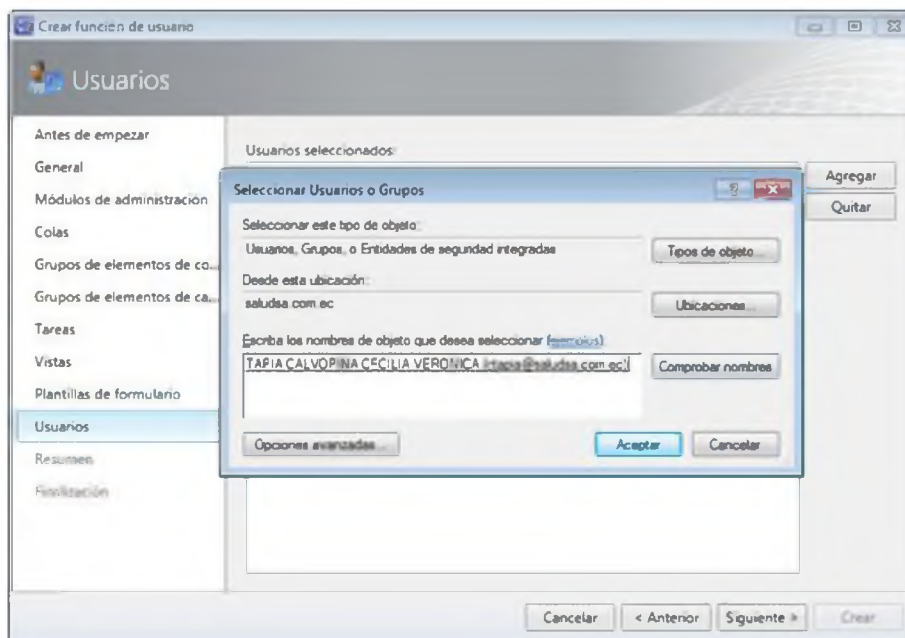 Crear función de usuario
Usuarios
Antes de empezar
General
Módulos de administración
Colas
Grupos de elementos de co...
Grupos de elementos de ca...
Tareas
Vistas
Plantillas de formulario
Usuarios
Resumen
Finalización
Usuarios seleccionados:
Agregar
Quitar
Seleccionar Usuarios o Grupos
Seleccionar este tipo de objeto:
Usuarios, Grupos, o Entidades de seguridad integradas
Tipos de objeto...
Desde esta ubicación:
saludsa.com.ec
Ubicaciones...
Escriba los nombres de objeto que desea seleccionar (ejemplos):
TAPIA CALVOPINA CECILIA VERONICA
Comprobar nombres
Opciones avanzadas...
Aceptar
Cancelar
Cancelar
< Anterior
Siguiente >
Crear